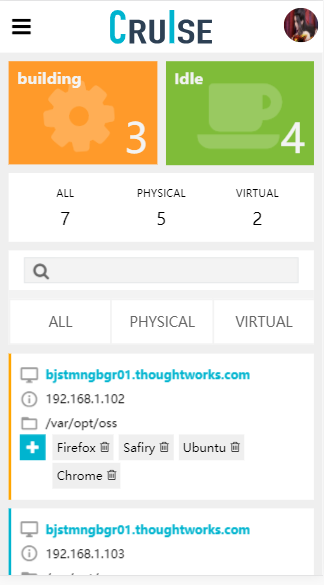 CRUISE
building
3
Idle
4
ALL PHYSICAL VIRTUAL
7 5 2
ALL PHYSICAL VIRTUAL
bjstmngbgr01.thoughtworks.com
192.168.1.102
/var/opt/oss
Firefox Safiry Ubuntu
Chrome
bjstmngbgr01.thoughtworks.com
192.168.1.103